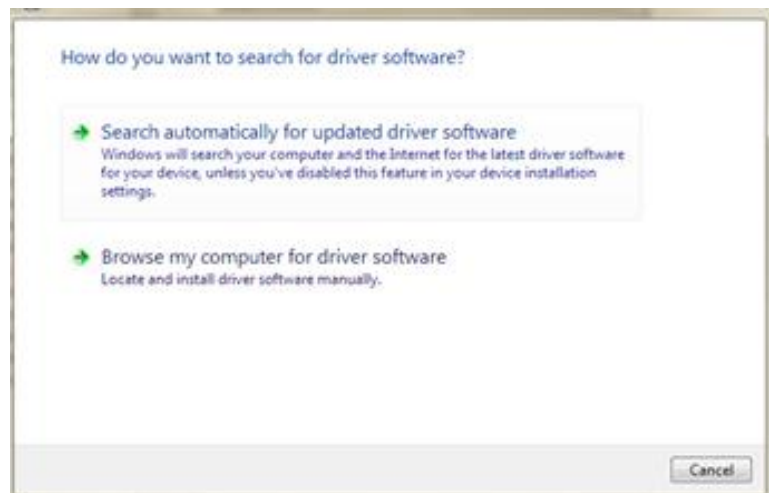 How do you want to search for driver software?
Search automatically for updated driver software
Windows will search your computer and the Internet for the latest driver software
for your device, unless you've disabled this feature in your device installation
settings.
Browse my computer for driver software
Locate and install driver software manually.
Cancel